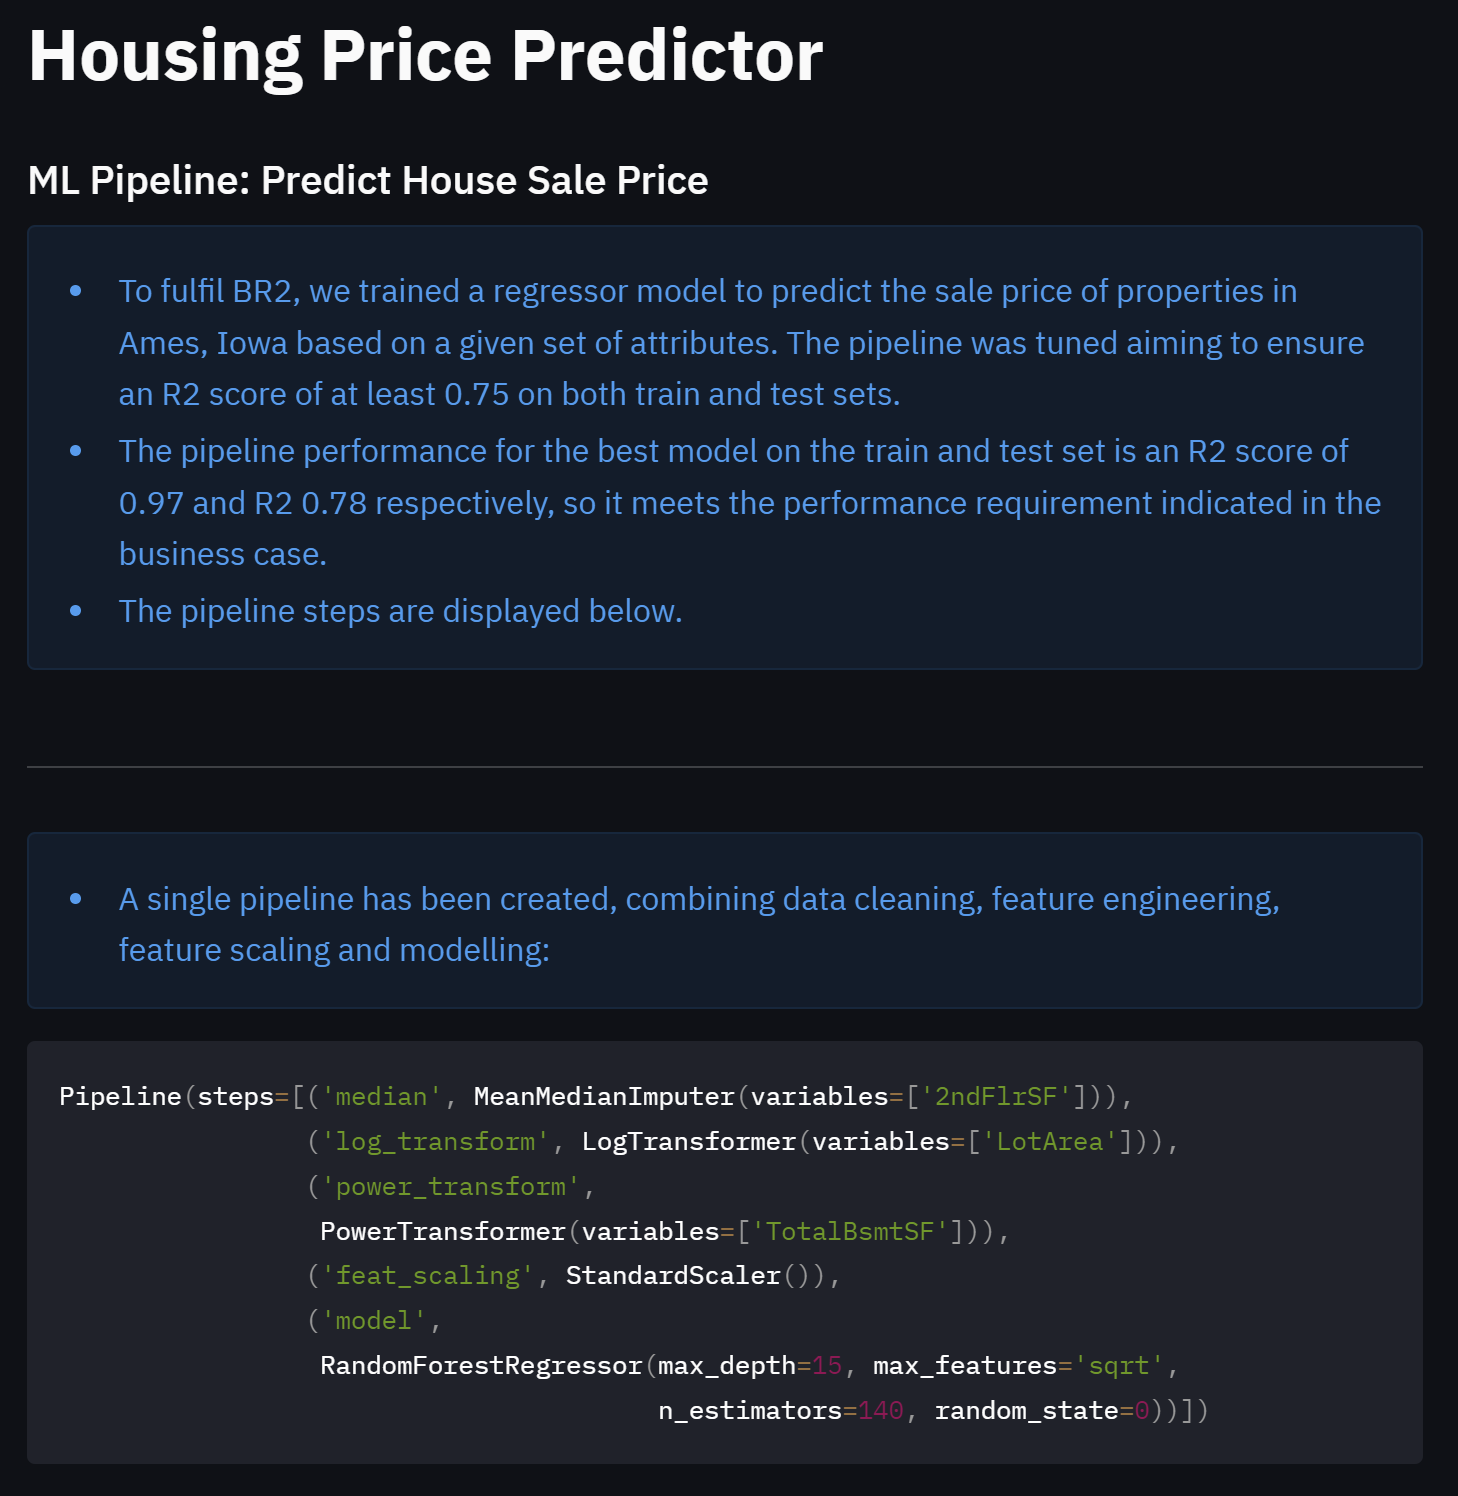 Housing Price Predictor
ML Pipeline: Predict House Sale Price
• To fulfil BR2, we trained a regressor model to predict the sale price of properties in
Ames, Iowa based on a given set of attributes. The pipeline was tuned aiming to ensure
an R2 score of at least 0.75 on both train and test sets.
• The pipeline performance for the best model on the train and test set is an R2 score of
0.97 and R2 0.78 respectively, so it meets the performance requirement indicated in the
business case.
• The pipeline steps are displayed below.
• A single pipeline has been created, combining data cleaning, feature engineering,
feature scaling and modelling:
Pipeline(steps=[('median', MeanMedianImputer(variables=['2ndFlrSF'])),
                ('log_transform', LogTransformer(variables=['LotArea'])),
                ('power_transform',
                 PowerTransformer(variables=['TotalBsmtSF'])),
                ('feat_scaling', StandardScaler()),
                ('model',
                 RandomForestRegressor(max_depth=15, max_features='sqrt',
                                       n_estimators=140, random_state=0))])